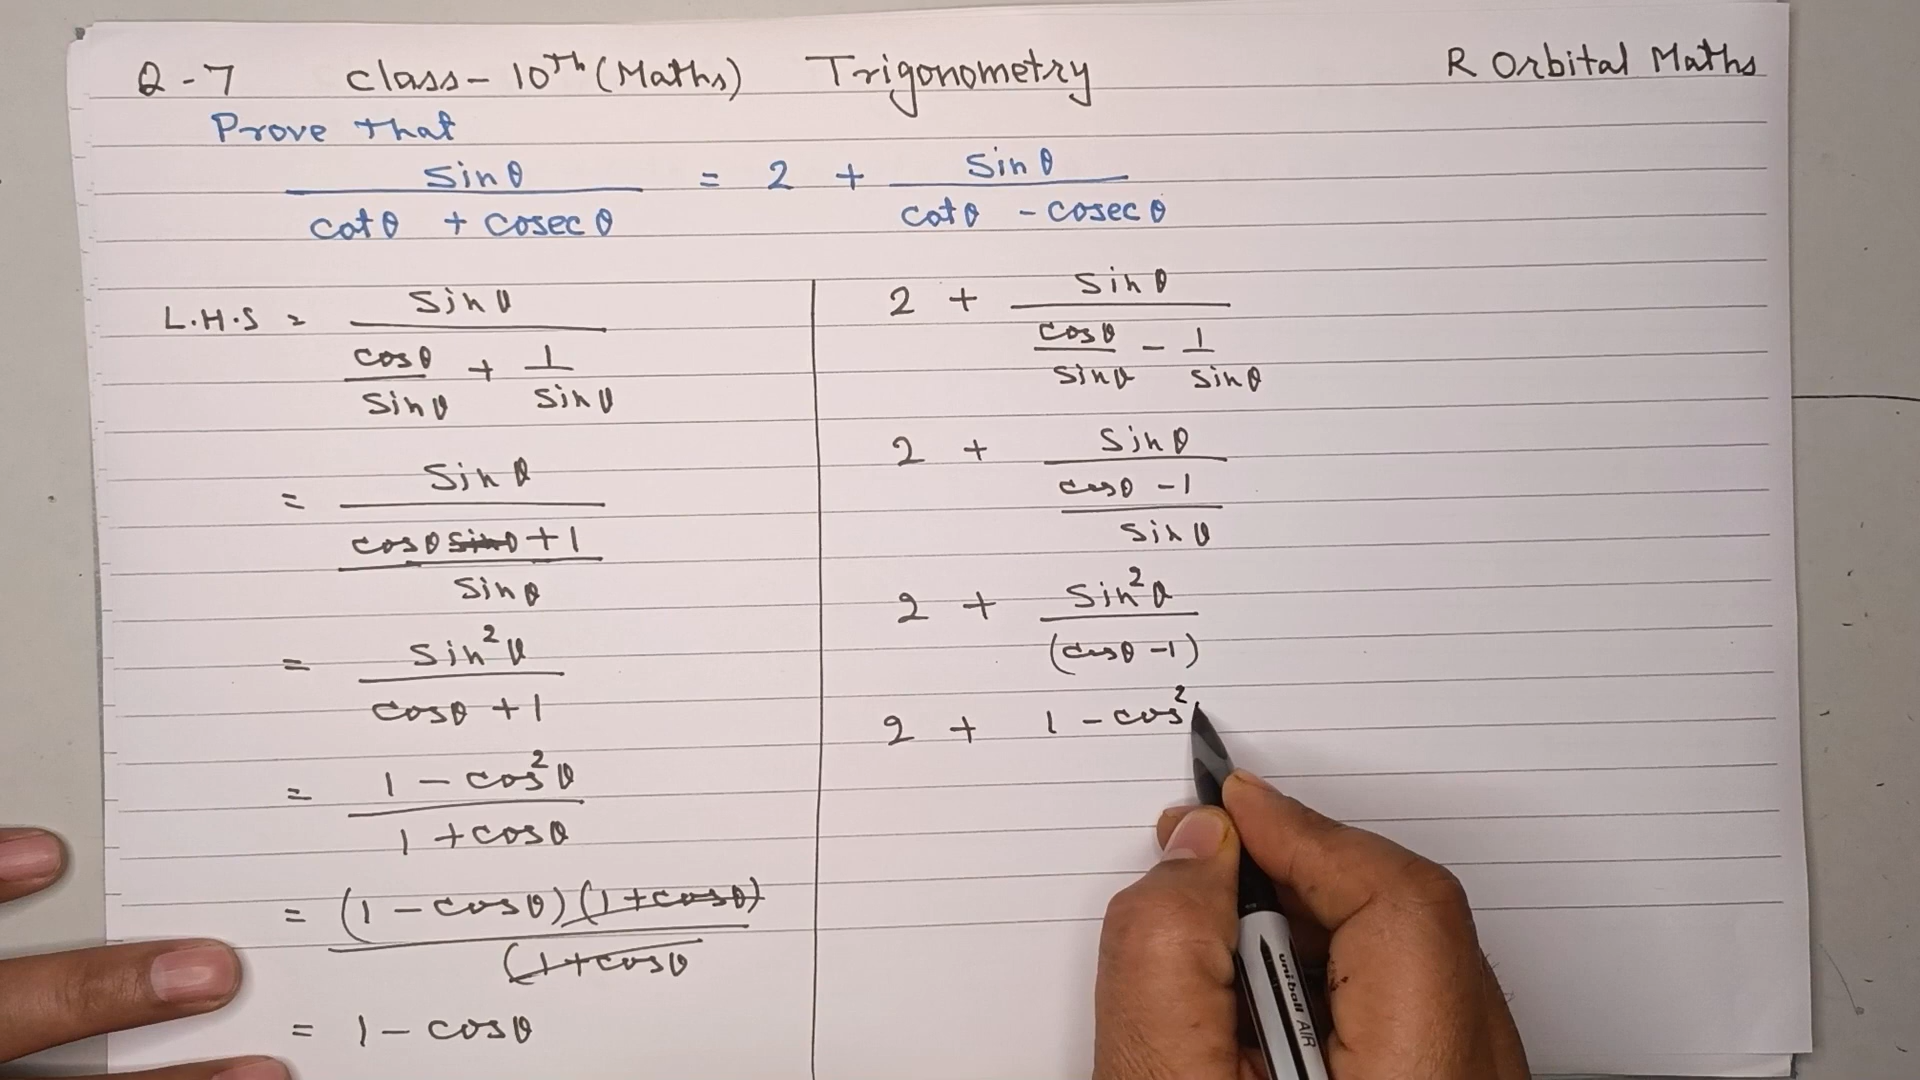 Q-7 class- 10th (Maths) Trigonometry R Orbital Maths
Prove that
sinθ / (cotθ + cosecθ) = 2 + sinθ / (cotθ - cosecθ)
L.H.S = sinθ / (cosθ/sinθ + 1/sinθ)
= sinθ / ((cosθ sinθ + 1)/sinθ)
= sin²θ / (cosθ + 1)
= (1 - cos²θ) / (1 + cosθ)
= (1 - cosθ)(1+cosθ) / (1+cosθ
= 1 - cosθ
2 + sinθ / (cosθ/sinθ - 1/sinθ)
2 + sinθ / ((cosθ - 1)/sinθ)
2 + sin²θ / (cosθ - 1)
2 + 1 - cos²
uni-ball AIR